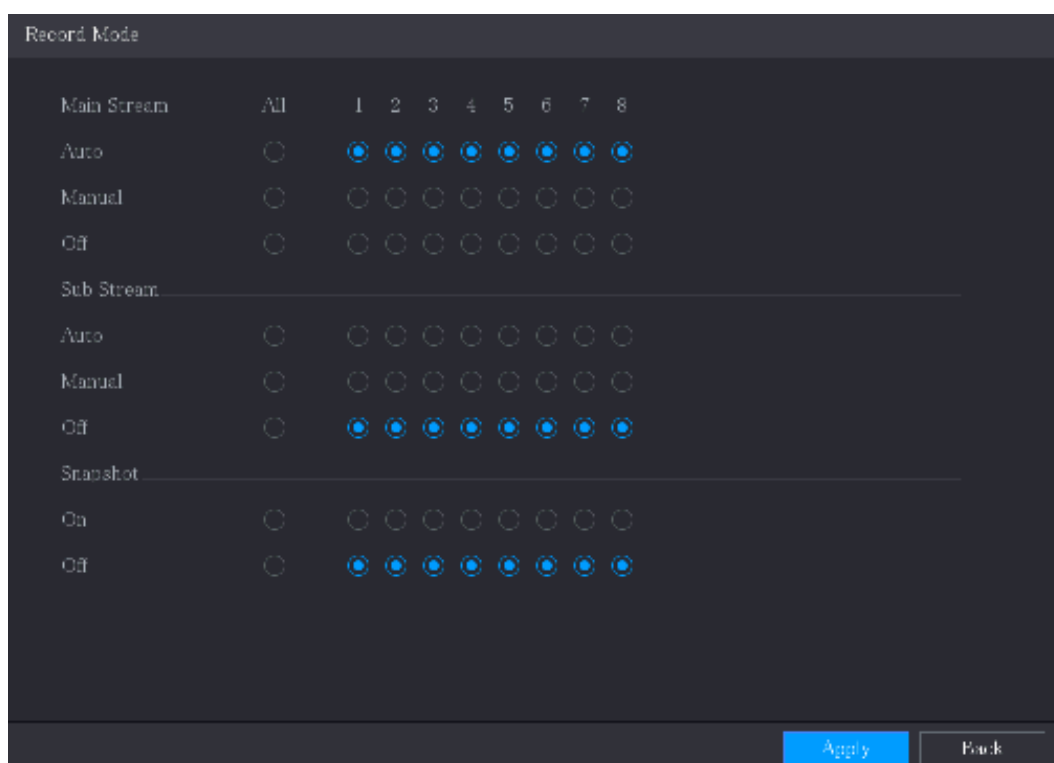 Record Mode
Main Stream All 1 2 3 4 5 6 7 8
Auto
Manual
Off
Sub Stream
Auto
Manual
Off
Snapshot
On
Off
Apply Back